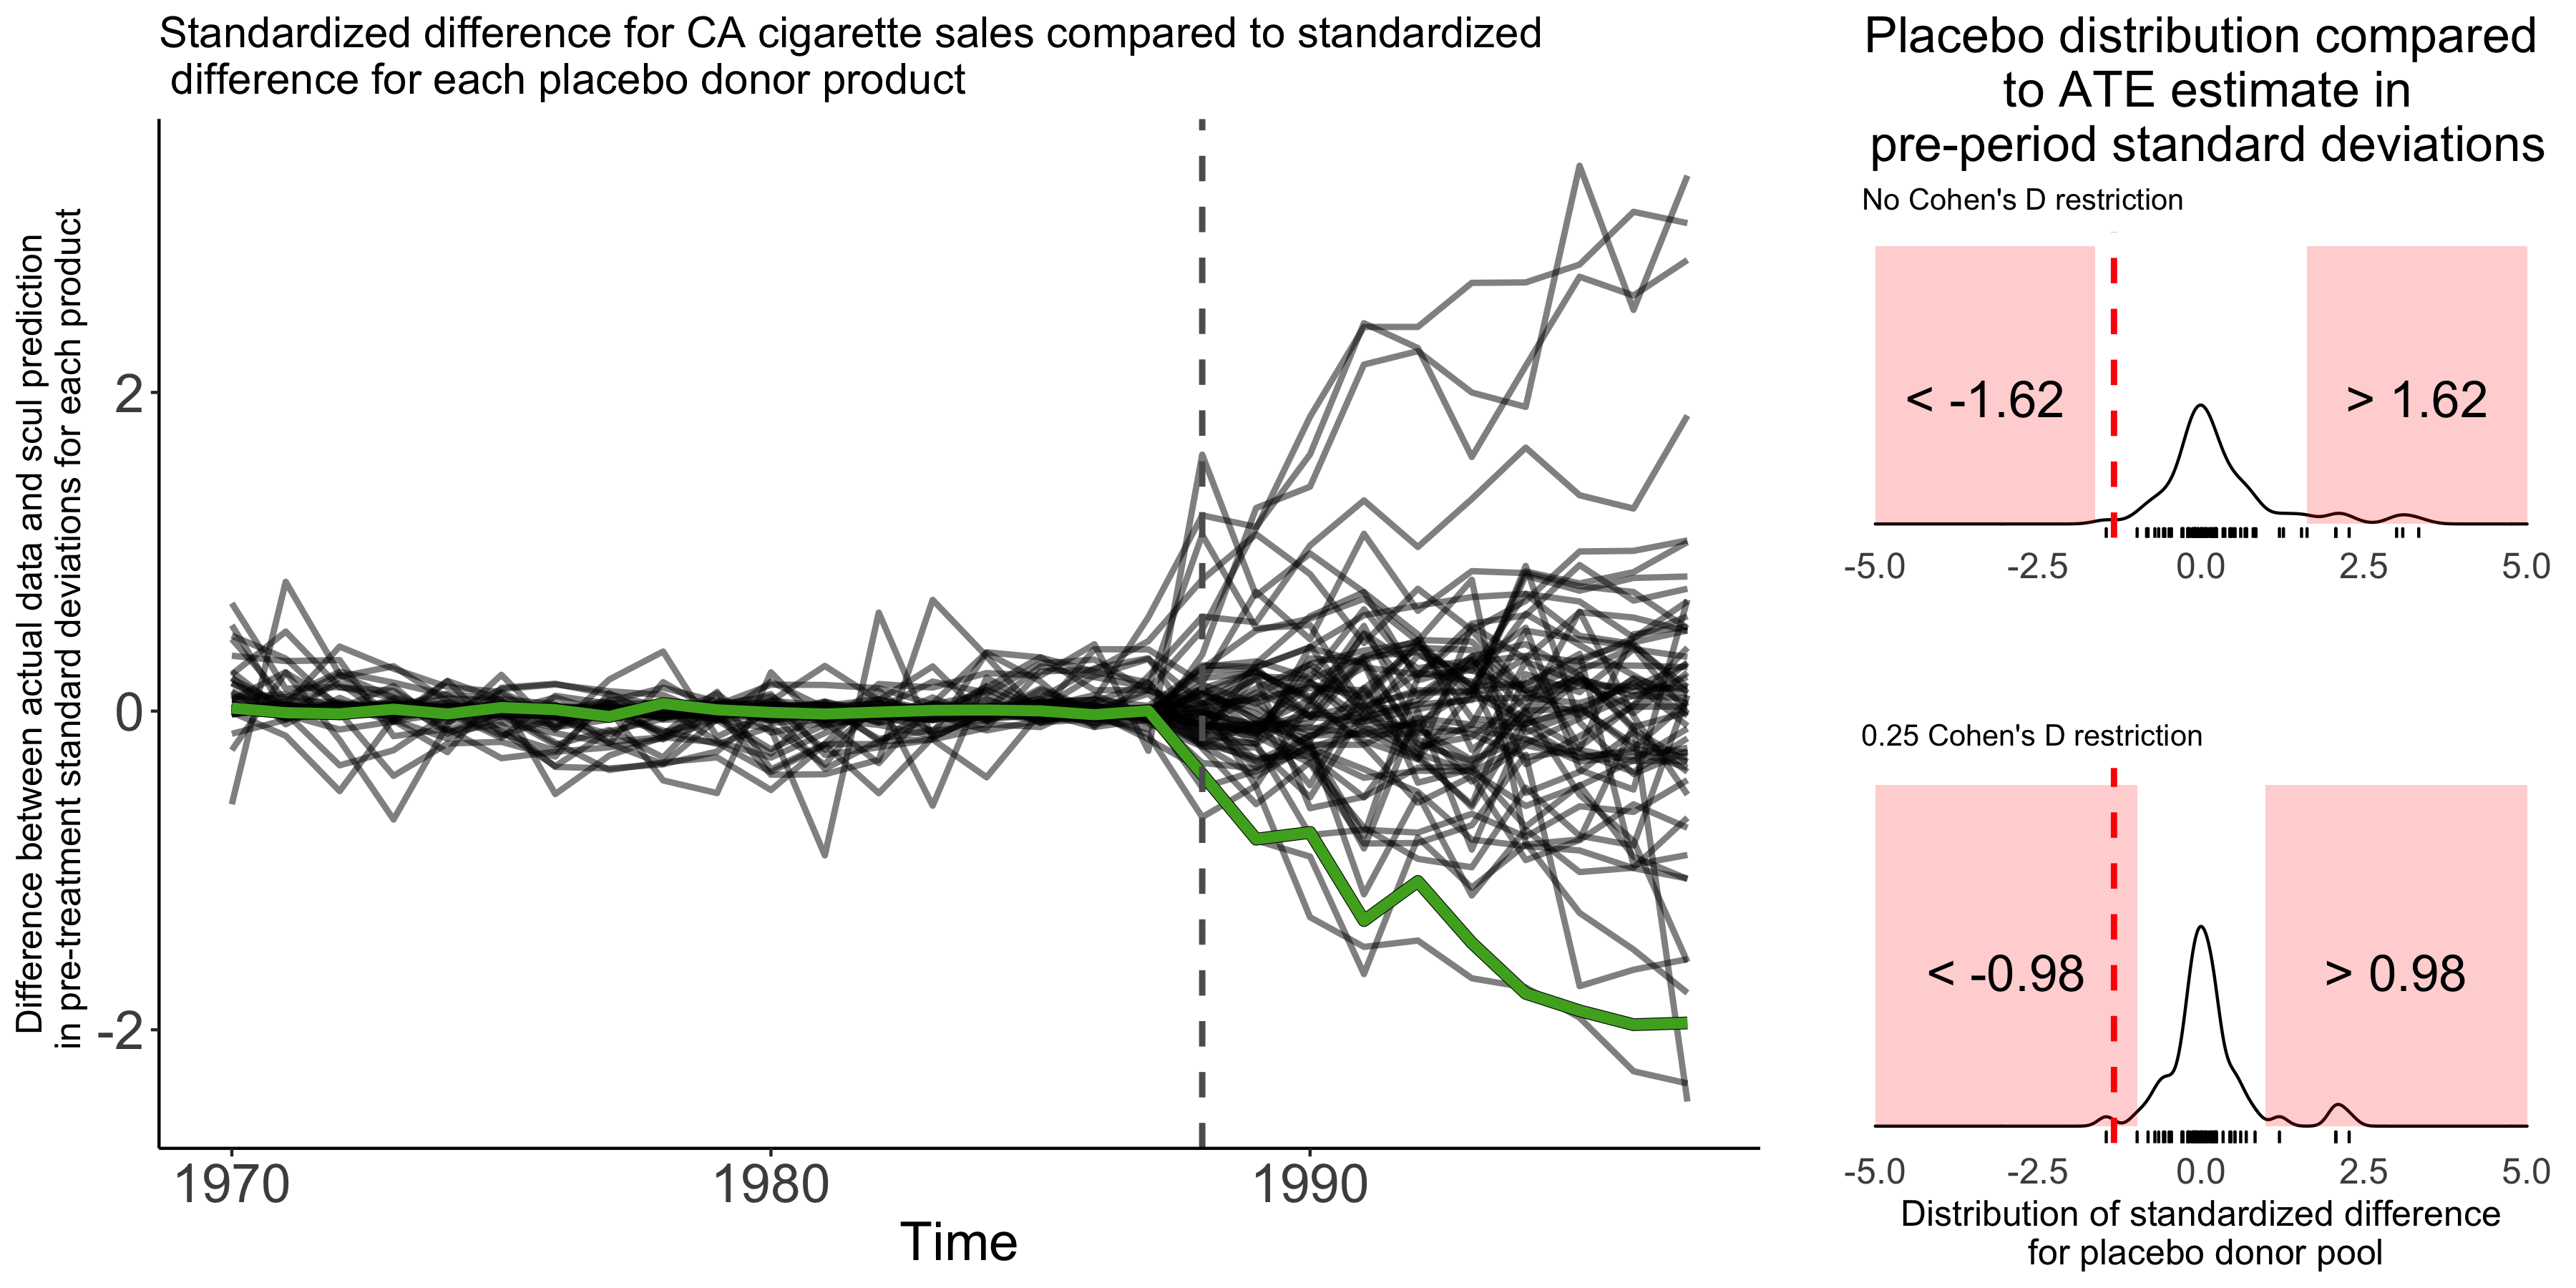 Standardized difference for CA cigarette sales compared to standardized
difference for each placebo donor product
Difference between actual data and scul prediction
in pre-treatment standard deviations for each product
2
0
-2
1970
1980
1990
Time
Placebo distribution compared
to ATE estimate in
pre-period standard deviations
No Cohen's D restriction
< -1.62
> 1.62
-5.0
-2.5
0.0
2.5
5.0
0.25 Cohen's D restriction
< -0.98
> 0.98
-5.0
-2.5
0.0
2.5
5.0
Distribution of standardized difference
for placebo donor pool